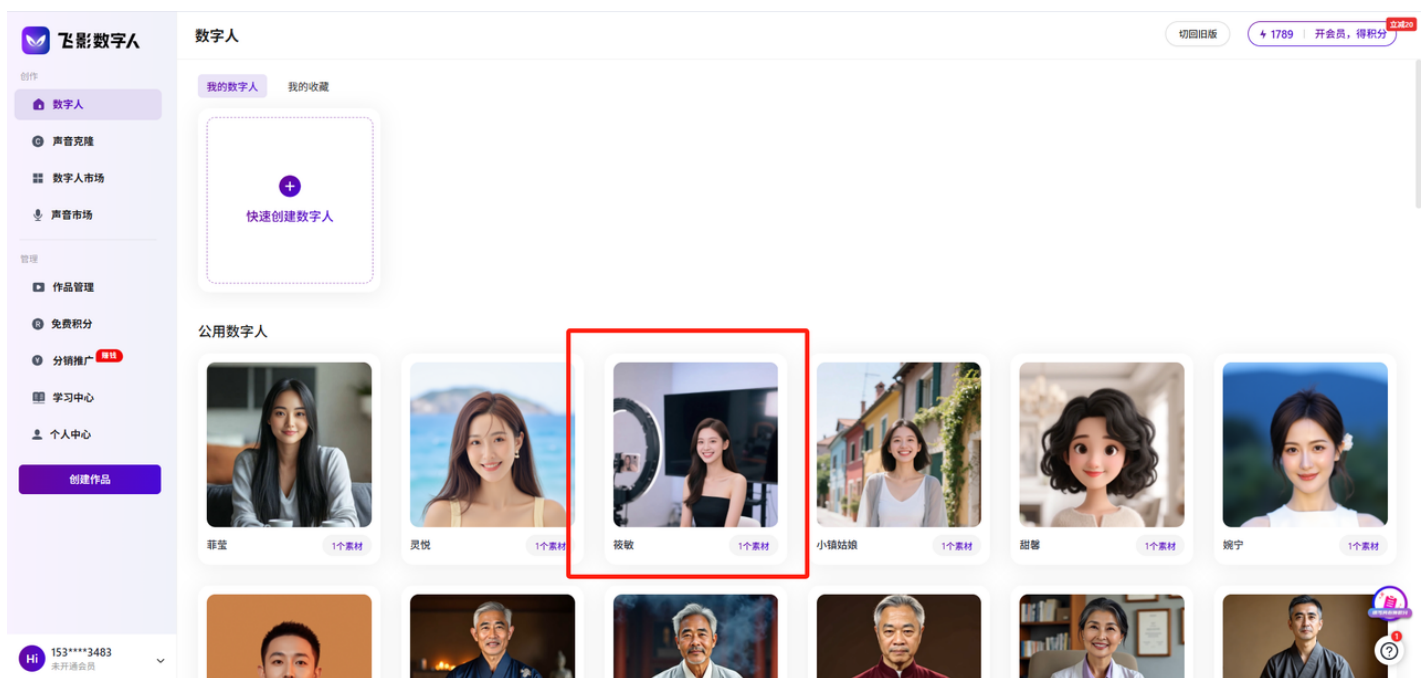 飞影数字人
数字人
切回旧版
1789
开会员，得积分
立减20
创作
数字人
声音克隆
数字人市场
声音市场
管理
作品管理
免费积分
分销推广
赚钱
学习中心
个人中心
创建作品
Hi
153****3483
未开通会员
我的数字人
我的收藏
快速创建数字人
公用数字人
菲莹
1个素材
灵悦
1个素材
筱敏
1个素材
小镇姑娘
1个素材
甜馨
1个素材
婉宁
1个素材
1